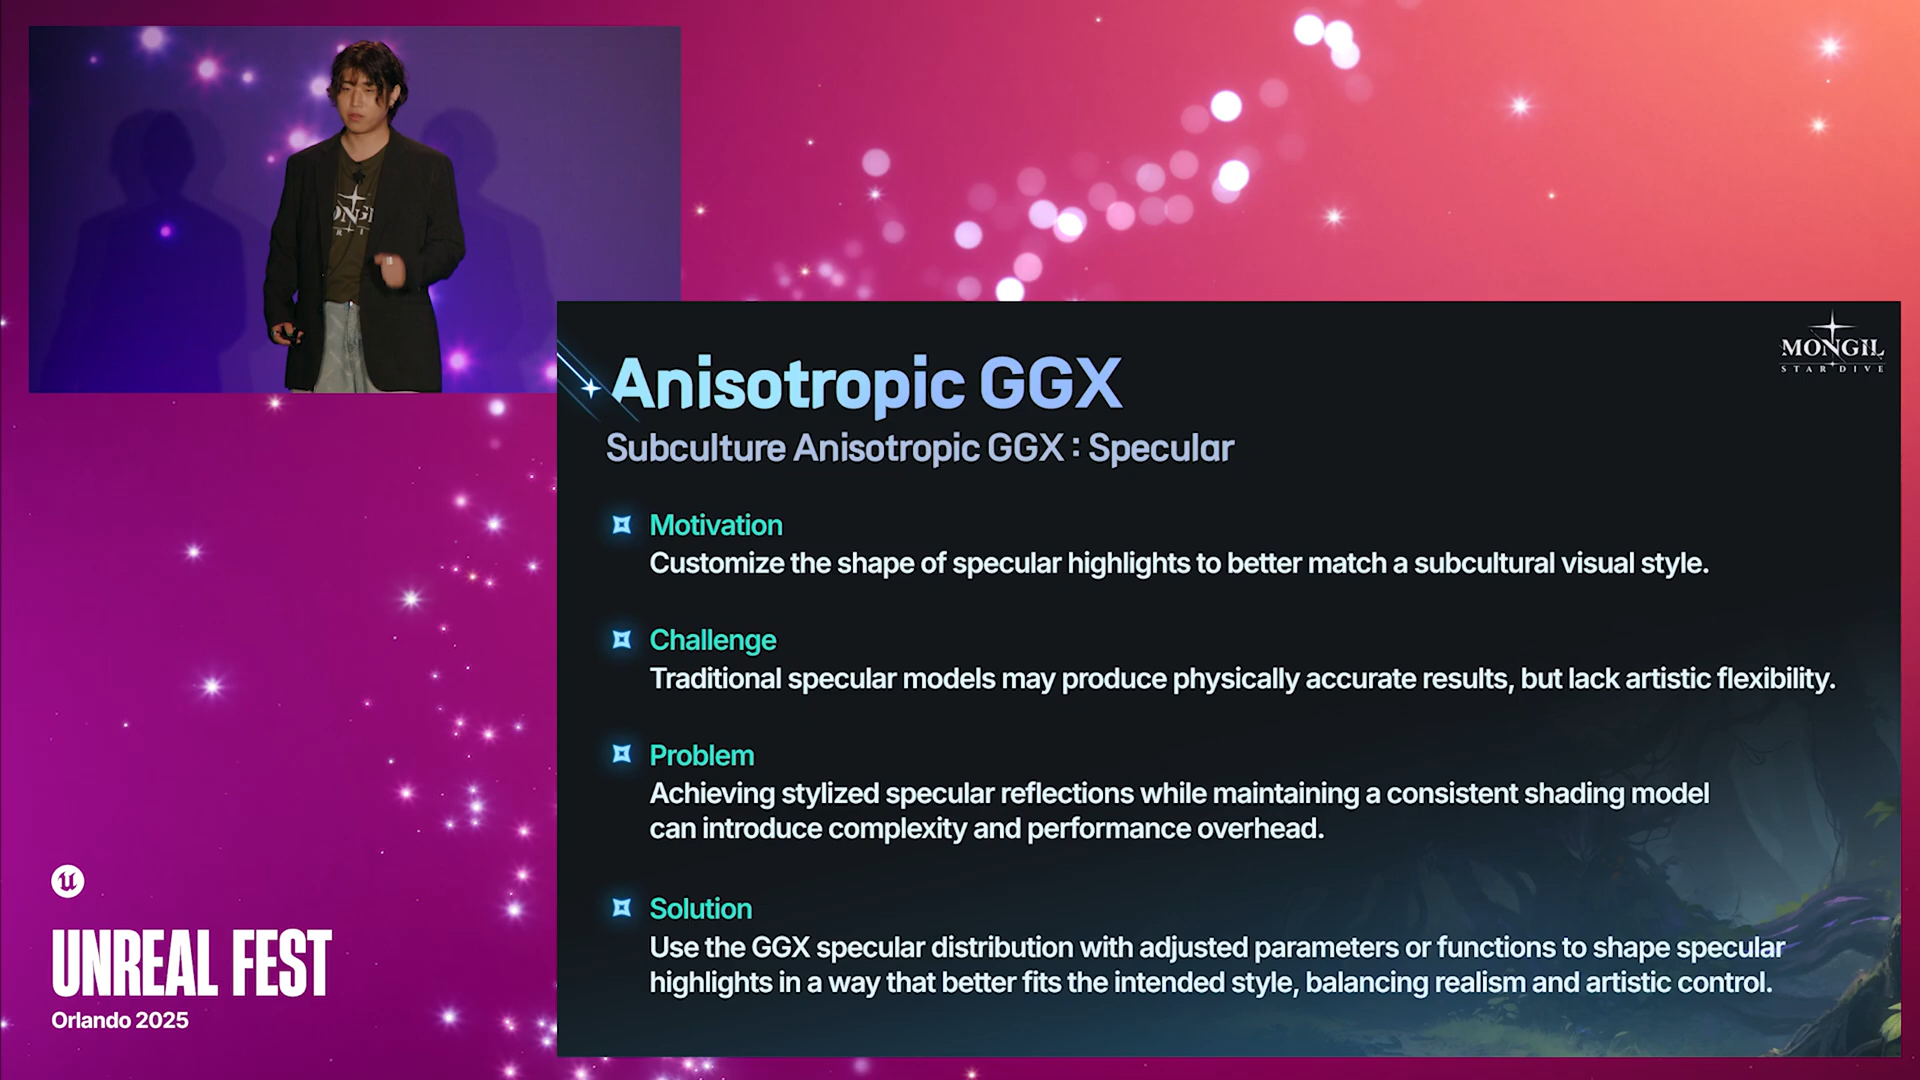 MONGIL
STAR DIVE
Anisotropic GGX
Subculture Anisotropic GGX : Specular
Motivation
Customize the shape of specular highlights to better match a subcultural visual style.
Challenge
Traditional specular models may produce physically accurate results, but lack artistic flexibility.
Problem
Achieving stylized specular reflections while maintaining a consistent shading model
can introduce complexity and performance overhead.
Solution
Use the GGX specular distribution with adjusted parameters or functions to shape specular
highlights in a way that better fits the intended style, balancing realism and artistic control.
UNREAL FEST
Orlando 2025